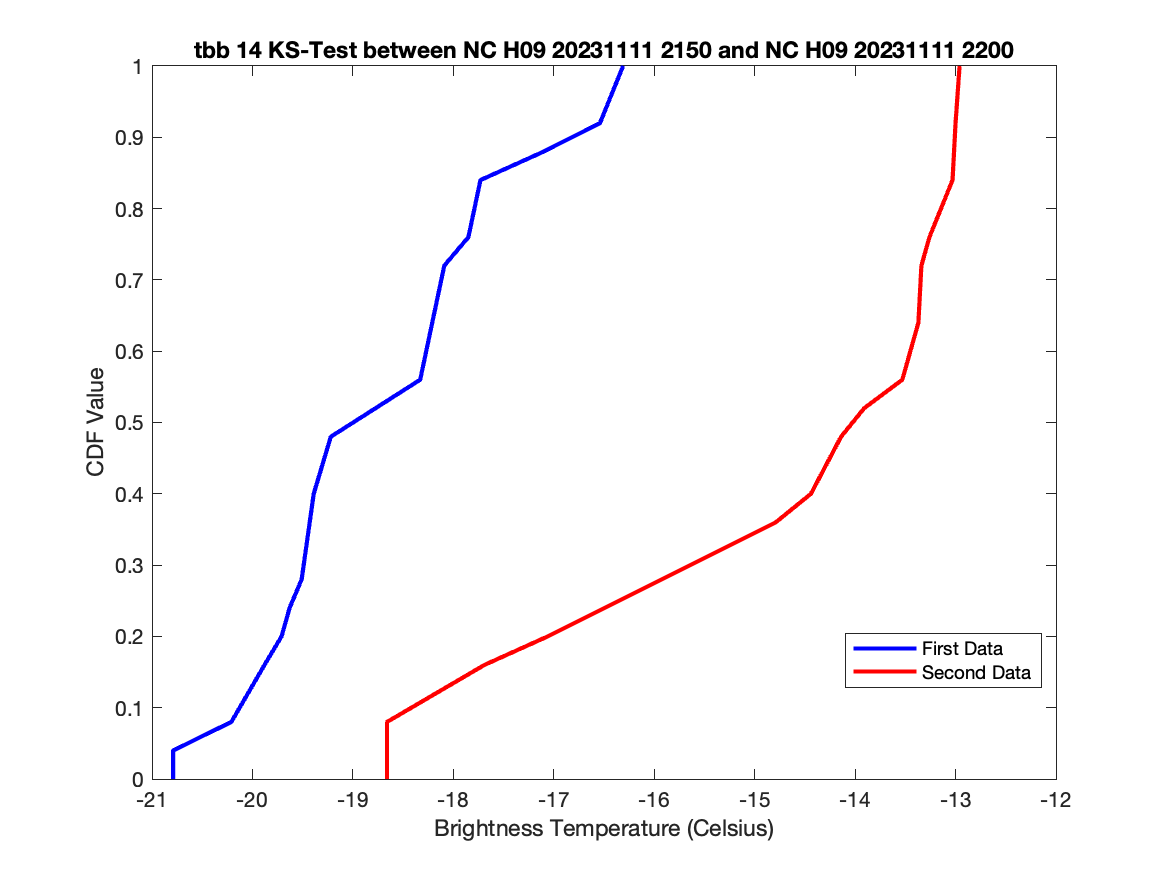 tbb 14 KS-Test between NC H09 20231111 2150 and NC H09 20231111 2200
1
0.9
0.8
0.7
0.6
0.5
0.4
0.3
0.2
0.1
0
CDF Value
First Data
Second Data
-21 -20 -19 -18 -17 -16 -15 -14 -13 -12
Brightness Temperature (Celsius)